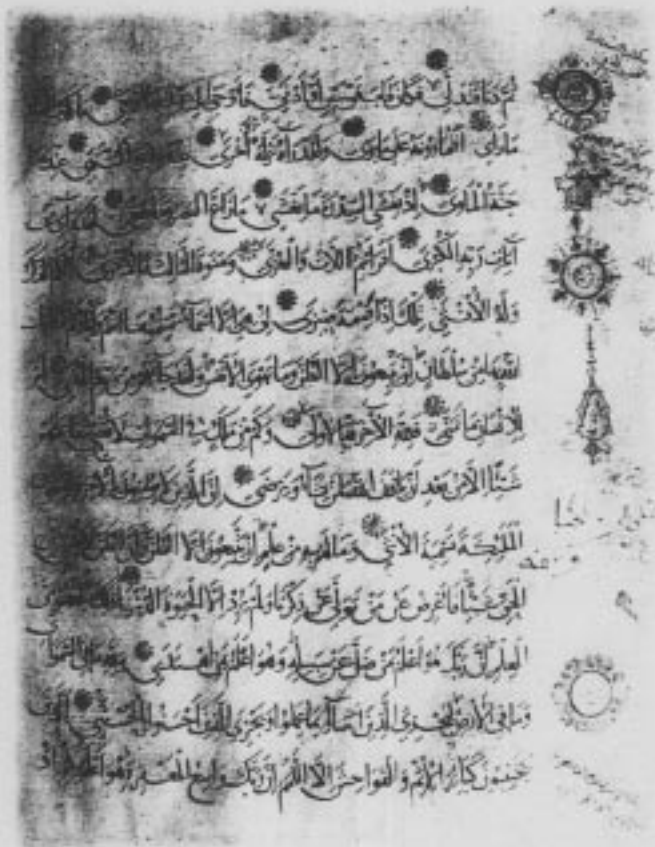 ثم دنا فتدلى فكان قاب قوسين أو أدنى فأوحى إلى عبده ما أوحى ما كذب الفؤاد
ما رأى أفتمارونه على ما يرى ولقد رآه نزلة أخرى عند سدرة المنتهى عندها
جنة المأوى إذ يغشى السدرة ما يغشى ما زاغ البصر وما طغى لقد رأى من
آيات ربه الكبرى أفرأيتم اللات والعزى ومناة الثالثة الأخرى ألكم الذكر
وله الأنثى تلك إذا قسمة ضيزى إن هي إلا أسماء سميتموها أنتم وآباؤكم ما أنزل
الله بها من سلطان إن يتبعون إلا الظن وما تهوى الأنفس ولقد جاءهم من ربهم الهدى أم
للإنسان ما تمنى فلله الآخرة والأولى وكم من ملك في السموات لا تغني شفاعتهم
شيئا إلا من بعد أن يأذن الله لمن يشاء ويرضى إن الذين لا يؤمنون بالآخرة ليسمون
الملئكة تسمية الأنثى وما لهم به من علم إن يتبعون إلا الظن وإن الظن لا يغني من
الحق شيئا فأعرض عن من تولى عن ذكرنا ولم يرد إلا الحيوة الدنيا ذلك مبلغهم من
العلم إن ربك هو أعلم بمن ضل عن سبيله وهو أعلم بمن اهتدى ولله ما في السموات
وما في الأرض ليجزي الذين أساؤا بما عملوا ويجزي الذين أحسنوا بالحسنى الذين
يجتنبون كبائر الإثم والفواحش إلا اللمم إن ربك واسع المغفرة هو أعلم بكم إذ